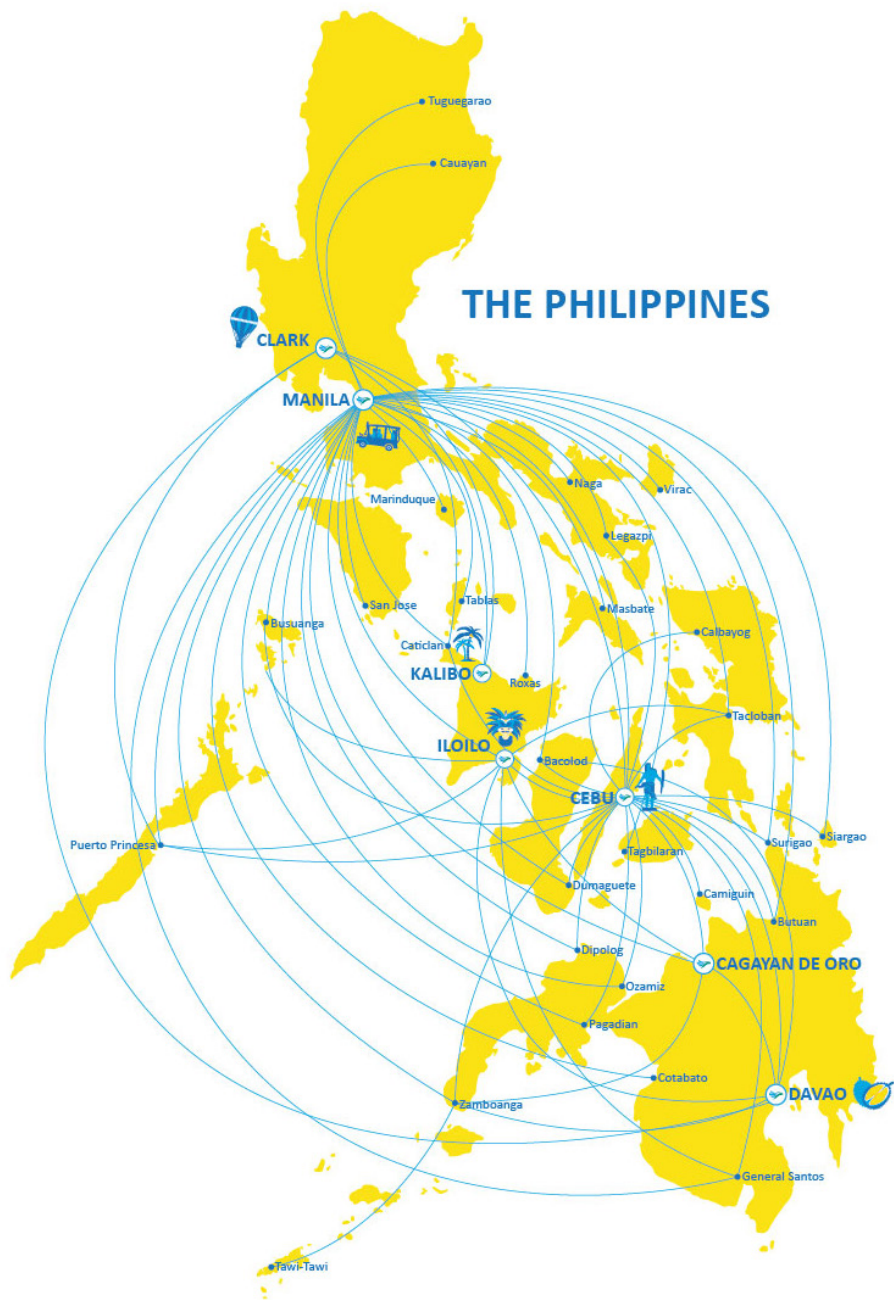 Tuguegarao
Cauayan
THE PHILIPPINES
CLARK
MANILA
Naga
Virac
Marinduque
Legazpi
Tablas
San Jose
Masbate
Busuanga
Calbayog
Caticlan
KALIBO
Roxas
Tacloban
ILOILO
Bacolod
CEBU
Siargao
Surigao
Puerto Princesa
Tagbilaran
Dumaguete
Camiguin
Butuan
Dipolog
CAGAYAN DE ORO
Ozamiz
Pagadian
Cotabato
DAVAO
Zamboanga
General Santos
Tawi-Tawi